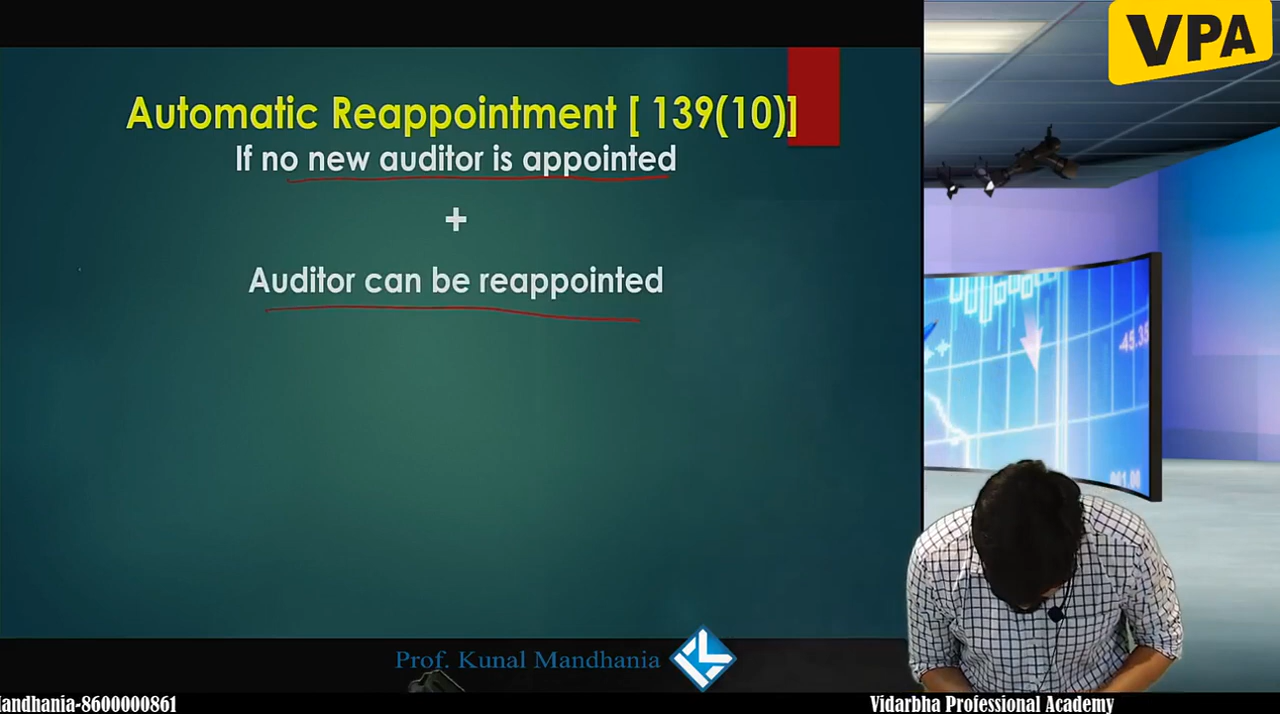 VPA
Automatic Reappointment [ 139(10)]
If no new auditor is appointed
+
Auditor can be reappointed
-45.35
Prof. Kunal Mandhania
andhania-8600000861
Vidarbha Professional Academy